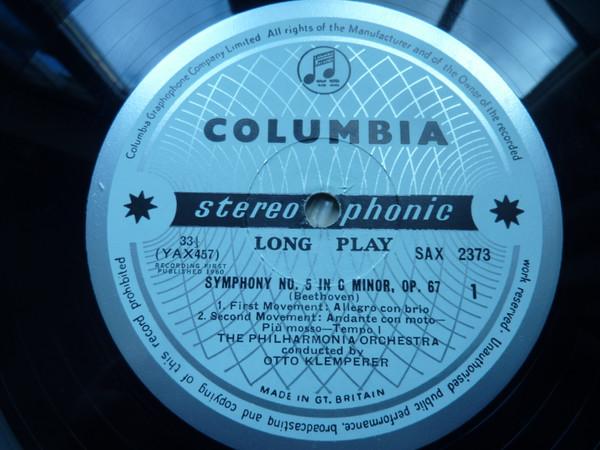 Columbia Graphophone Company Limited All rights of the Manufacturer and of the Owner of the recorded work reserved. Unauthorised public performance, broadcasting and copying of this record prohibited
COLUMBIA
stereophonic
LONG PLAY
33⅓
(YAX457)
RECORDING FIRST
PUBLISHED 1960
SAX 2373
SYMPHONY NO. 5 IN C MINOR, OP. 67
1
(Beethoven)
1. First Movement: Allegro con brio
2. Second Movement: Andante con moto—
Più mosso—Tempo I
THE PHILHARMONIA ORCHESTRA
conducted by
OTTO KLEMPERER
MADE IN GT. BRITAIN